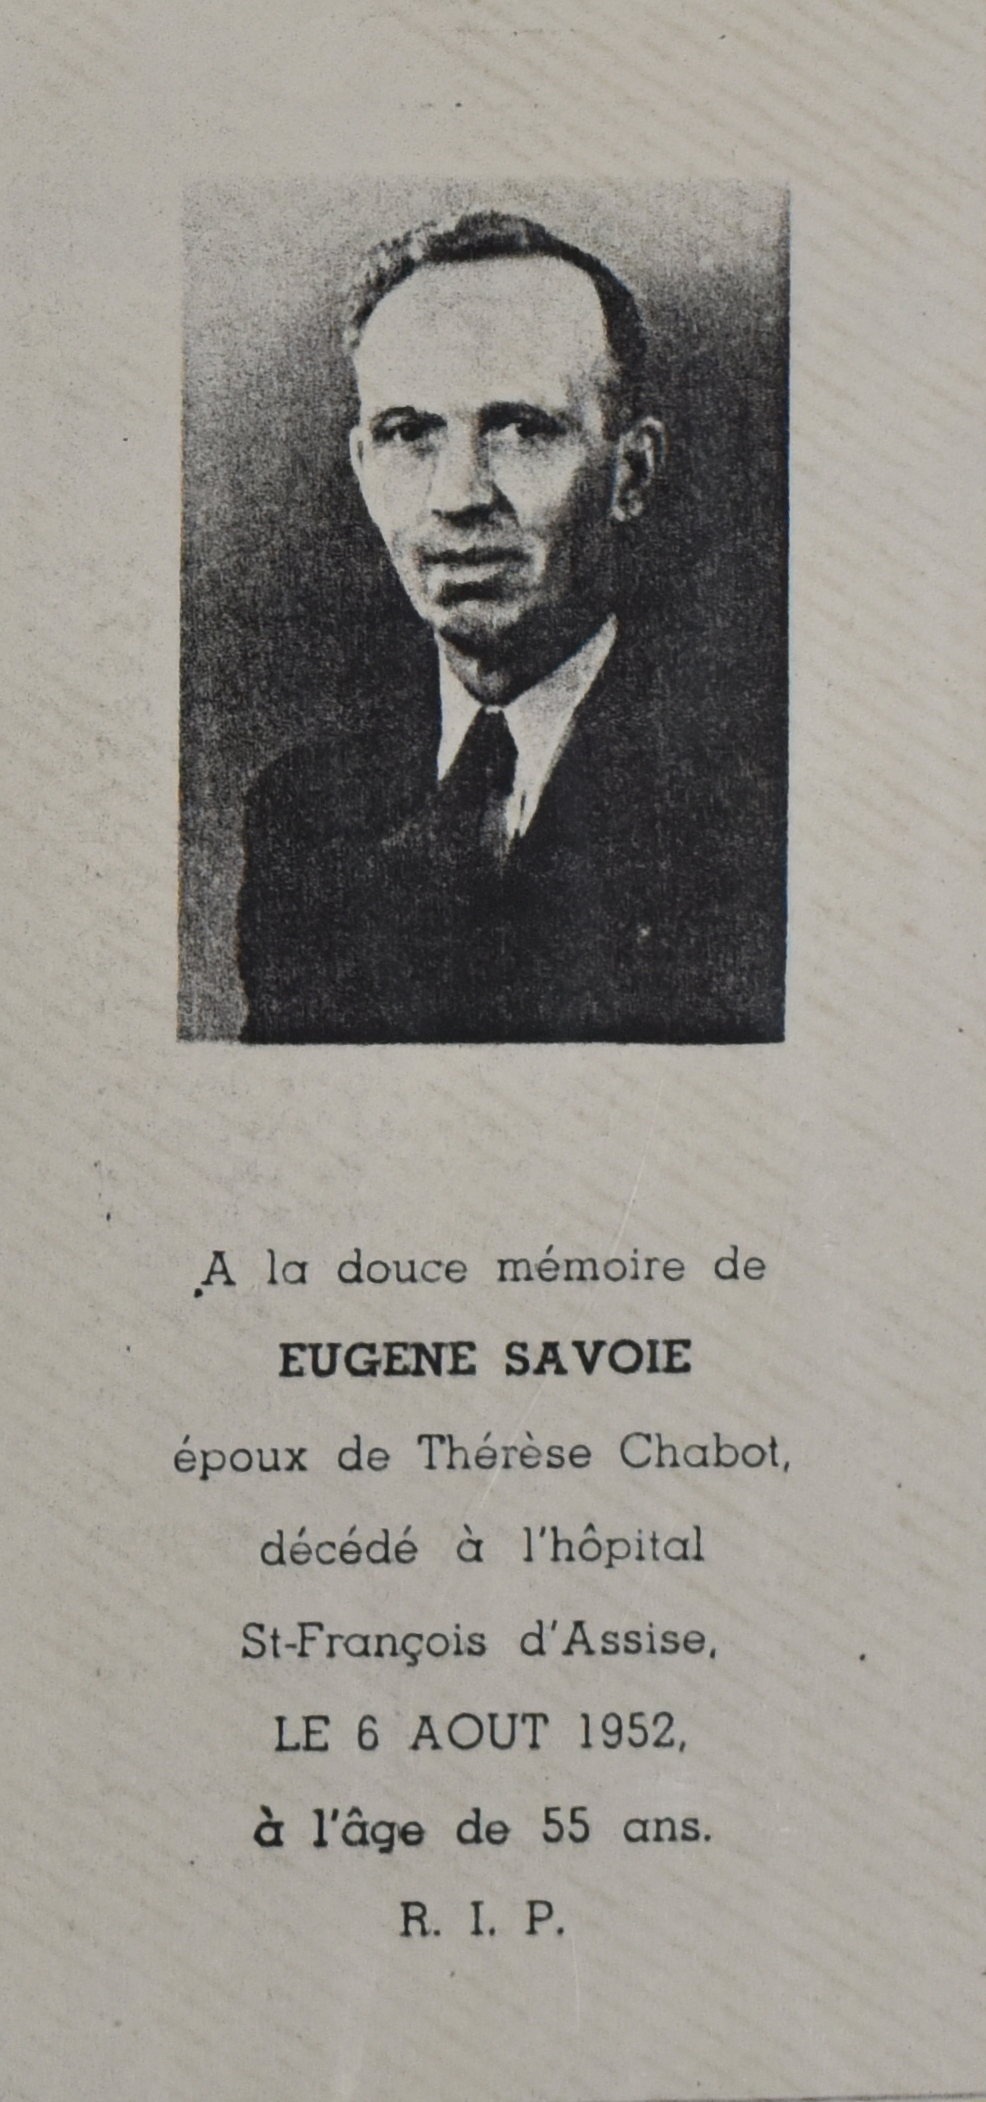 A la douce mémoire de
EUGENE SAVOIE
époux de Thérèse Chabot,
décédé à l'hôpital
St-François d'Assise,
LE 6 AOUT 1952,
à l'âge de 55 ans.
R. I. P.